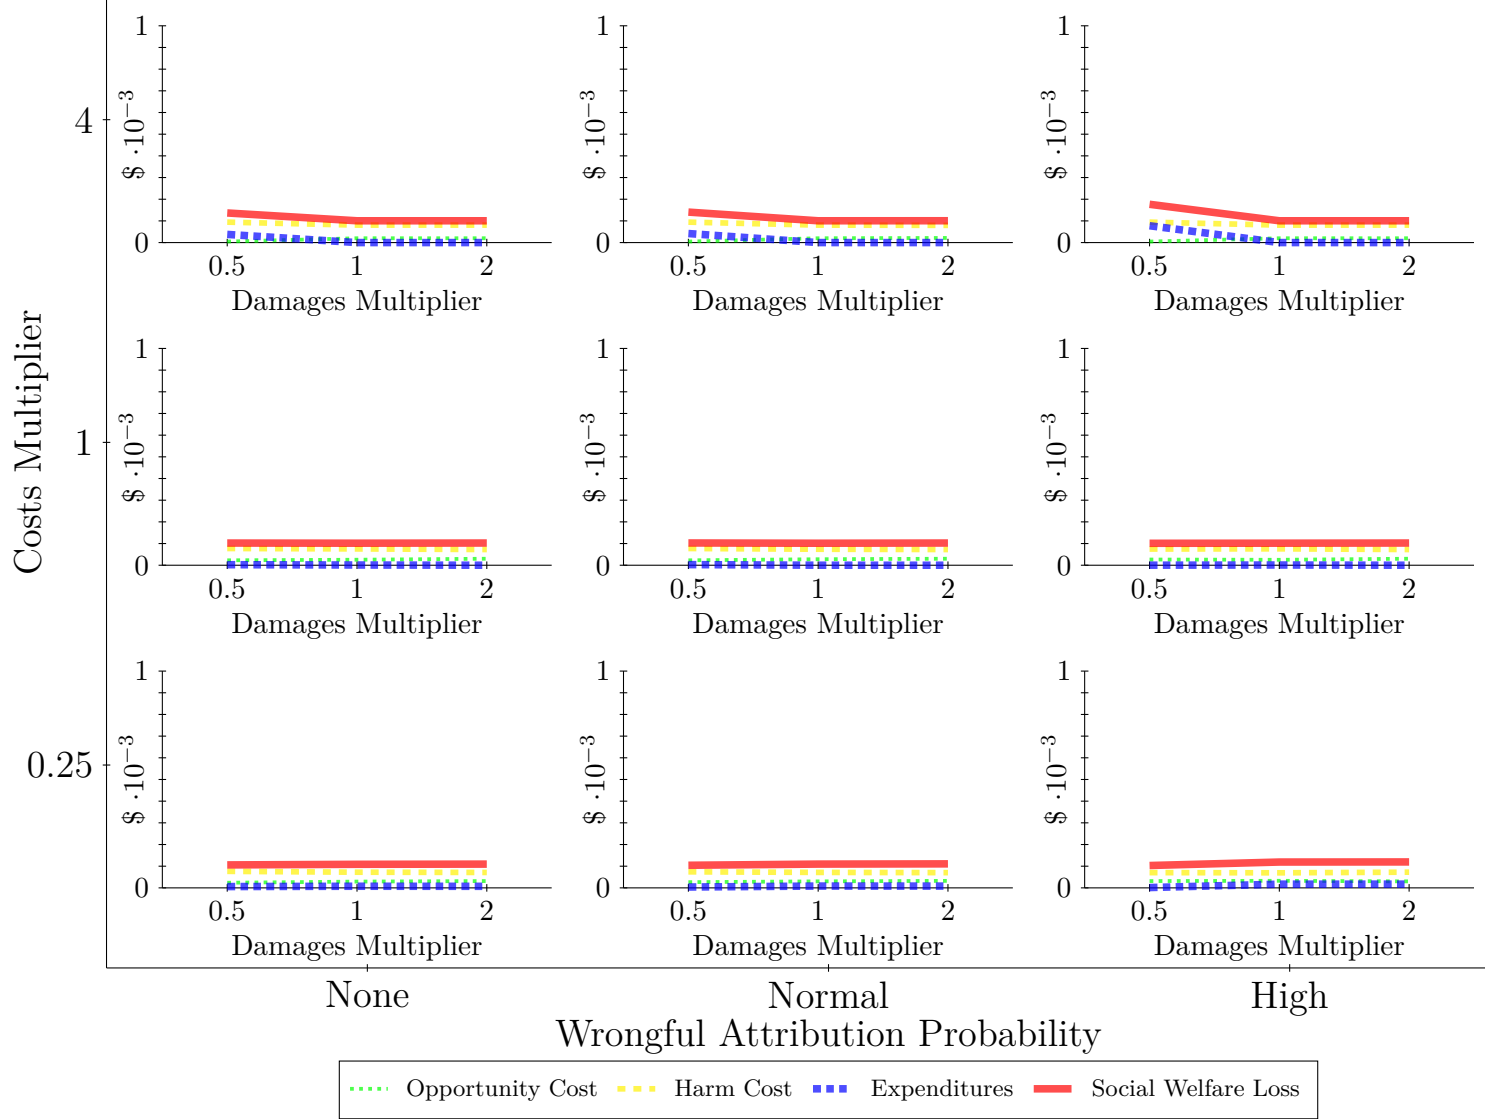 Costs Multiplier
4
1
0.25
1
0
$ ·10−3
0.5 1 2
Damages Multiplier
1
0
$ ·10−3
0.5 1 2
Damages Multiplier
1
0
$ ·10−3
0.5 1 2
Damages Multiplier
1
0
$ ·10−3
0.5 1 2
Damages Multiplier
1
0
$ ·10−3
0.5 1 2
Damages Multiplier
1
0
$ ·10−3
0.5 1 2
Damages Multiplier
1
0
$ ·10−3
0.5 1 2
Damages Multiplier
1
0
$ ·10−3
0.5 1 2
Damages Multiplier
1
0
$ ·10−3
0.5 1 2
Damages Multiplier
None Normal High
Wrongful Attribution Probability
Opportunity Cost Harm Cost Expenditures Social Welfare Loss